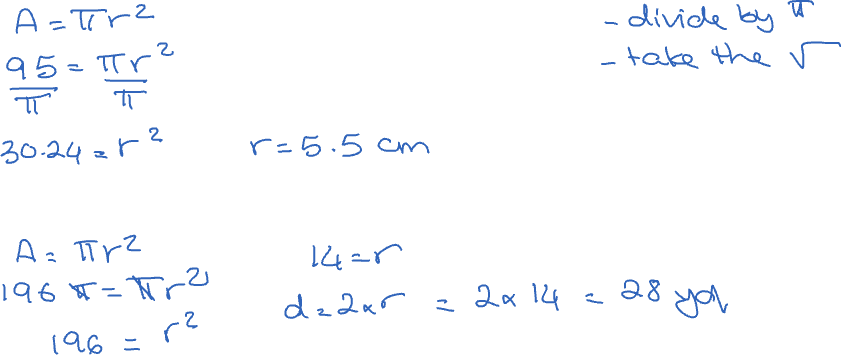 A = πr²
- divide by π
- take the √
95 = πr²
π π
30.24 = r² r = 5.5 cm
A = πr²
196 π = πr²
196 = r²
14 = r
d = 2 × r = 2 × 14 = 28 yd